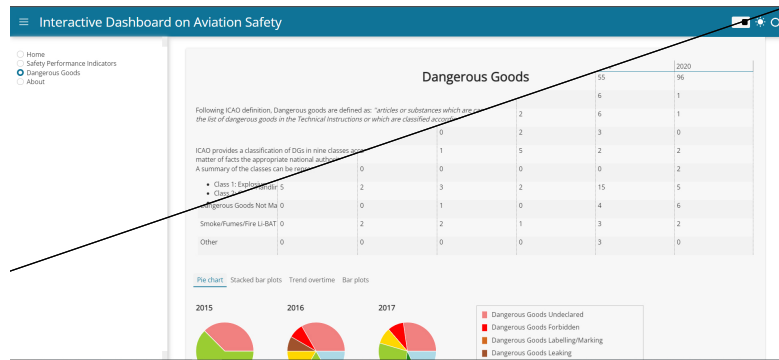 Interactive Dashboard on Aviation Safety
Home
Safety Performance Indicators
Dangerous Goods
About
Dangerous Goods
2020
55 96
6 1
Following ICAO definition, Dangerous goods are defined as: "articles or substances which are
2 6 1
the list of dangerous goods in the Technical Instructions or which are classified
0 2 3 0
ICAO provides a classification of DGs in nine classes
1 5 2 2
matter of facts the appropriate national
A summary of the classes can be
0 0 0 0 2
Class 1:
5 2 3 2 15 5
Class
Dangerous Goods Not Ma 0 0 1 0 4 6
Smoke/Fumes/Fire Li-BAT 0 2 2 1 3 2
Other 0 0 0 0 3 0
Pie chart Stacked bar plots Trend overtime Bar plots
2015 2016 2017
Dangerous Goods Undeclared
Dangerous Goods Forbidden
Dangerous Goods Labelling/Marking
Dangerous Goods Leaking